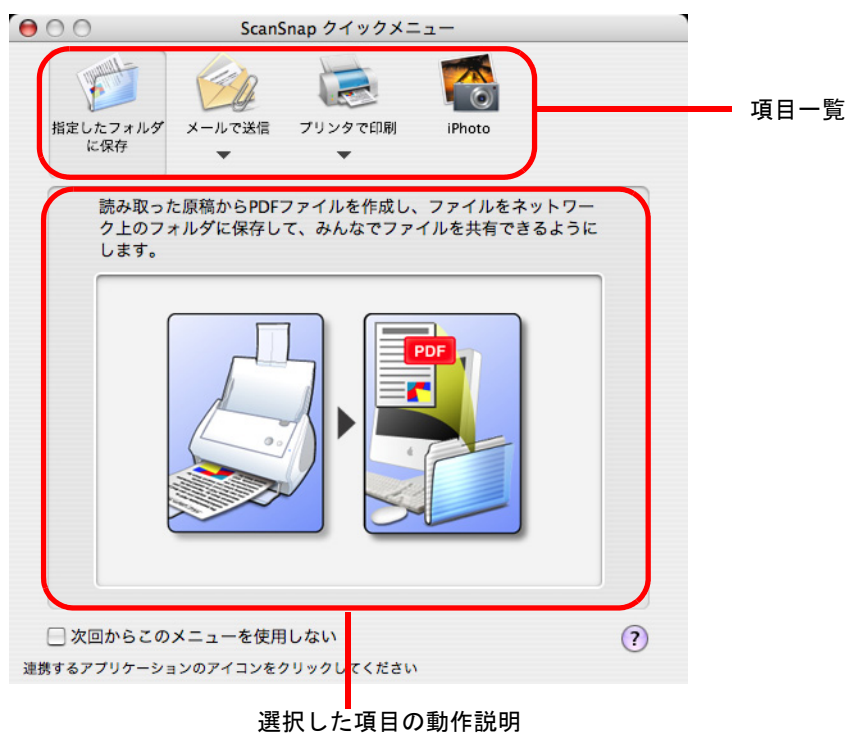 ScanSnap クイックメニュー
指定したフォルダ
に保存
メールで送信
プリンタで印刷
iPhoto
項目一覧
読み取った原稿からPDFファイルを作成し、ファイルをネットワー
ク上のフォルダに保存して、みんなでファイルを共有できるように
します。
PDF
次回からこのメニューを使用しない
?
連携するアプリケーションのアイコンをクリックしてください
選択した項目の動作説明